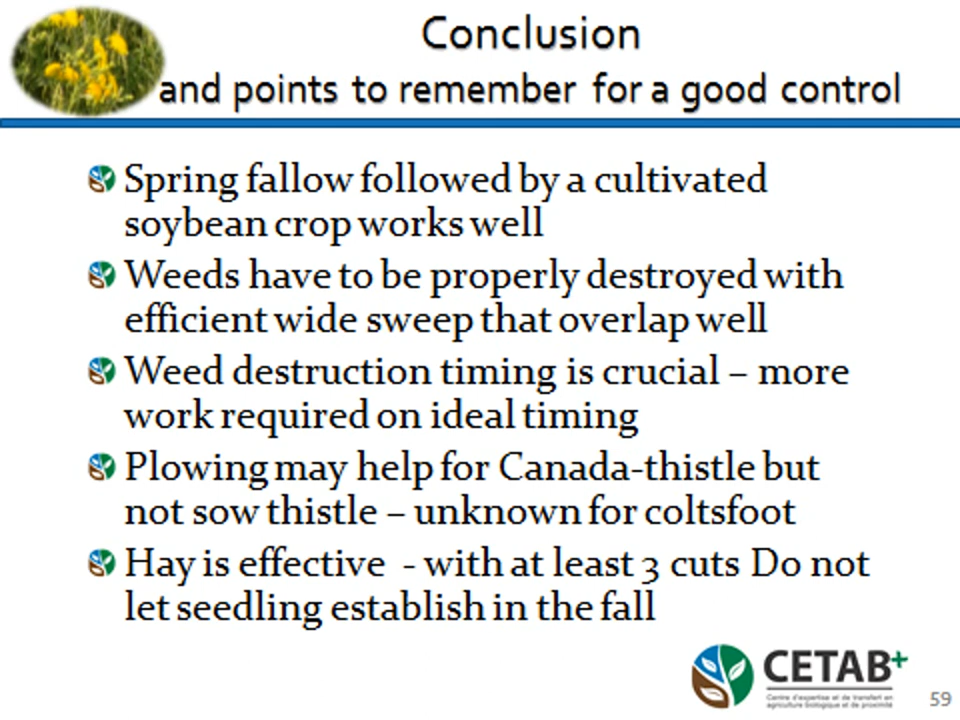 Conclusion
and points to remember for a good control
Spring fallow followed by a cultivated
soybean crop works well
Weeds have to be properly destroyed with
efficient wide sweep that overlap well
Weed destruction timing is crucial – more
work required on ideal timing
Plowing may help for Canada-thistle but
not sow thistle – unknown for coltsfoot
Hay is effective - with at least 3 cuts Do not
let seedling establish in the fall
CETAB+
Centre d'expertise et de transfert en
agriculture biologique et de proximité
59